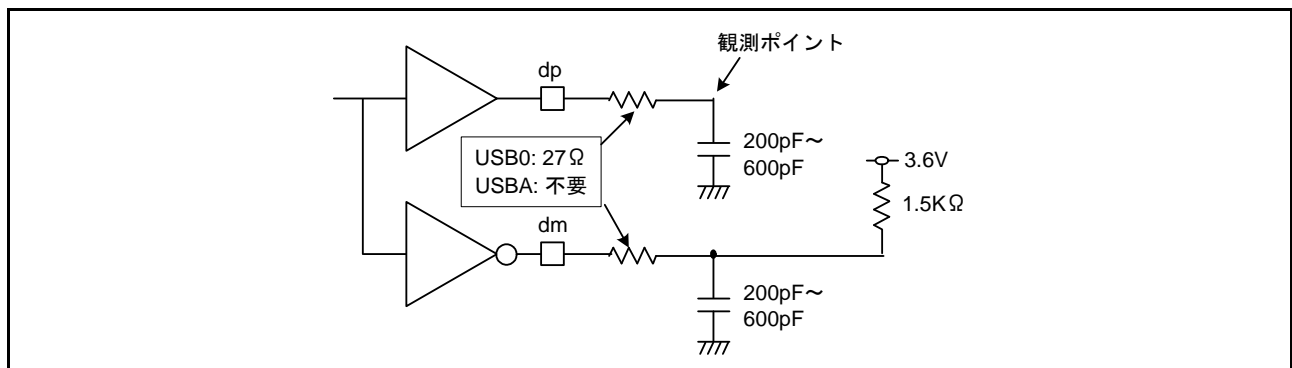 観測ポイント
dp
200pF～
600pF
USB0: 27Ω
USBA: 不要
3.6V
1.5KΩ
dm
200pF～
600pF